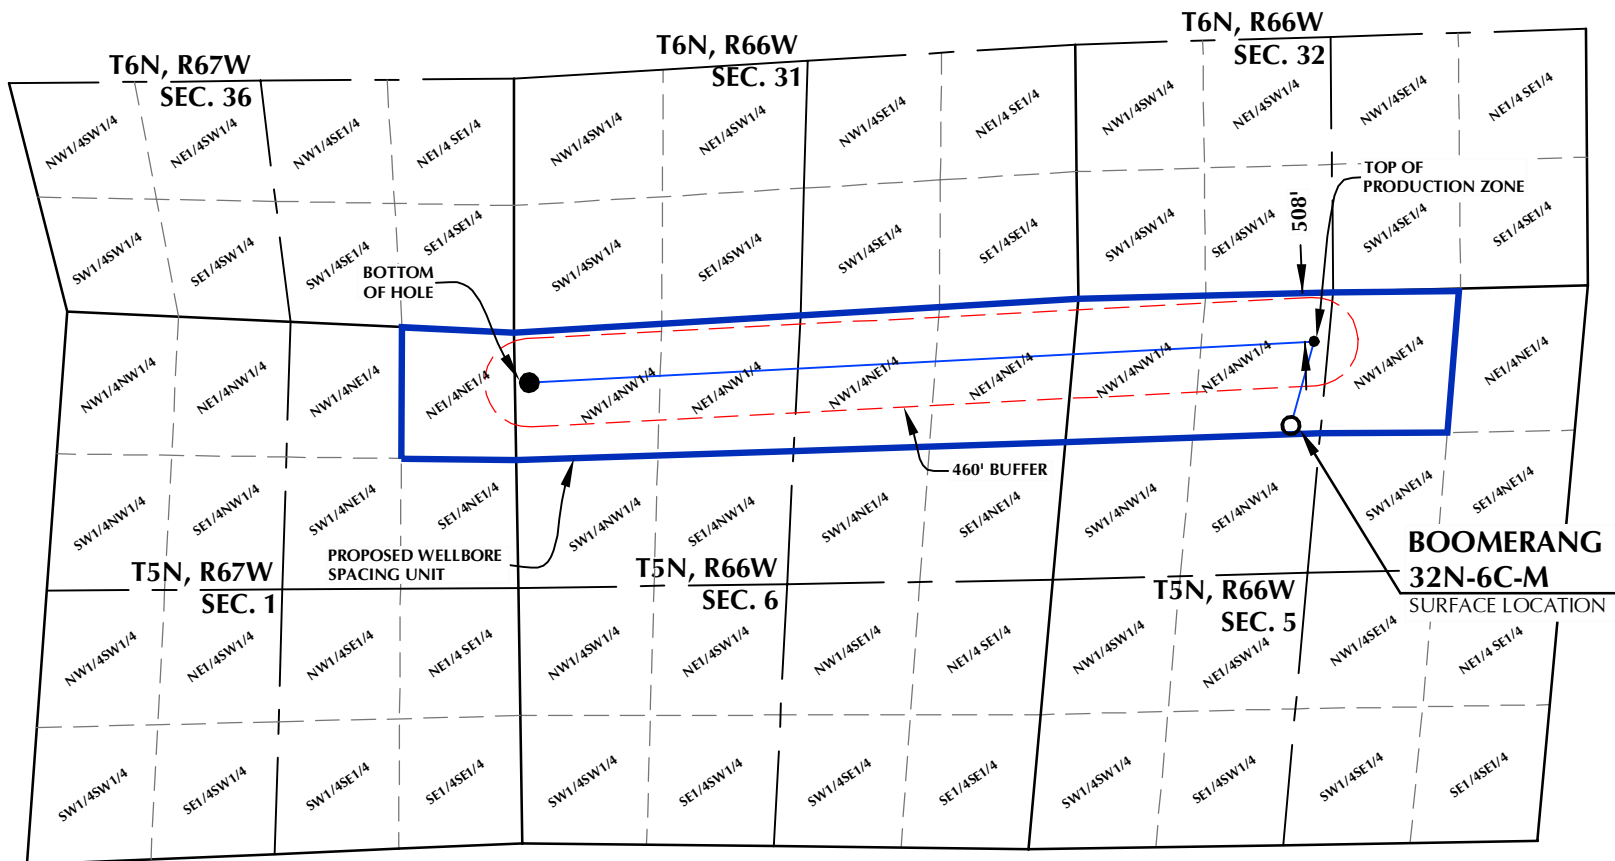 T6N, R67W
SEC. 36
T6N, R66W
SEC. 31
T6N, R66W
SEC. 32
NW1/4SW1/4
NE1/4SW1/4
NW1/4SE1/4
NE1/4 SE1/4
NW1/4SW1/4
NE1/4SW1/4
NW1/4SE1/4
NE1/4 SE1/4
NW1/4SW1/4
NE1/4SW1/4
NW1/4SE1/4
NE1/4 SE1/4
TOP OF
PRODUCTION ZONE
508'
SW1/4SW1/4
SE1/4SW1/4
SW1/4SE1/4
SE1/4SE1/4
SW1/4SW1/4
SE1/4SW1/4
SW1/4SE1/4
SE1/4SE1/4
SW1/4SW1/4
SE1/4SW1/4
SW1/4SE1/4
SE1/4SE1/4
BOTTOM
OF HOLE
NW1/4NW1/4
NE1/4NW1/4
NW1/4NE1/4
NE1/4NE1/4
NW1/4NW1/4
NE1/4NW1/4
NW1/4NE1/4
NE1/4NE1/4
NW1/4NW1/4
NE1/4NW1/4
NW1/4NE1/4
NE1/4NE1/4
460' BUFFER
SW1/4NW1/4
SE1/4NW1/4
SW1/4NE1/4
SE1/4NE1/4
SW1/4NW1/4
SE1/4NW1/4
SW1/4NE1/4
SE1/4NE1/4
SW1/4NW1/4
SE1/4NW1/4
SW1/4NE1/4
SE1/4NE1/4
PROPOSED WELLBORE
SPACING UNIT
BOOMERANG
32N-6C-M
SURFACE LOCATION
T5N, R67W
SEC. 1
T5N, R66W
SEC. 6
T5N, R66W
SEC. 5
NW1/4SW1/4
NE1/4SW1/4
NW1/4SE1/4
NE1/4 SE1/4
NW1/4SW1/4
NE1/4SW1/4
NW1/4SE1/4
NE1/4 SE1/4
NW1/4SW1/4
NE1/4SW1/4
NW1/4SE1/4
NE1/4 SE1/4
SW1/4SW1/4
SE1/4SW1/4
SW1/4SE1/4
SE1/4SE1/4
SW1/4SW1/4
SE1/4SW1/4
SW1/4SE1/4
SE1/4SE1/4
SW1/4SW1/4
SE1/4SW1/4
SW1/4SE1/4
SE1/4SE1/4